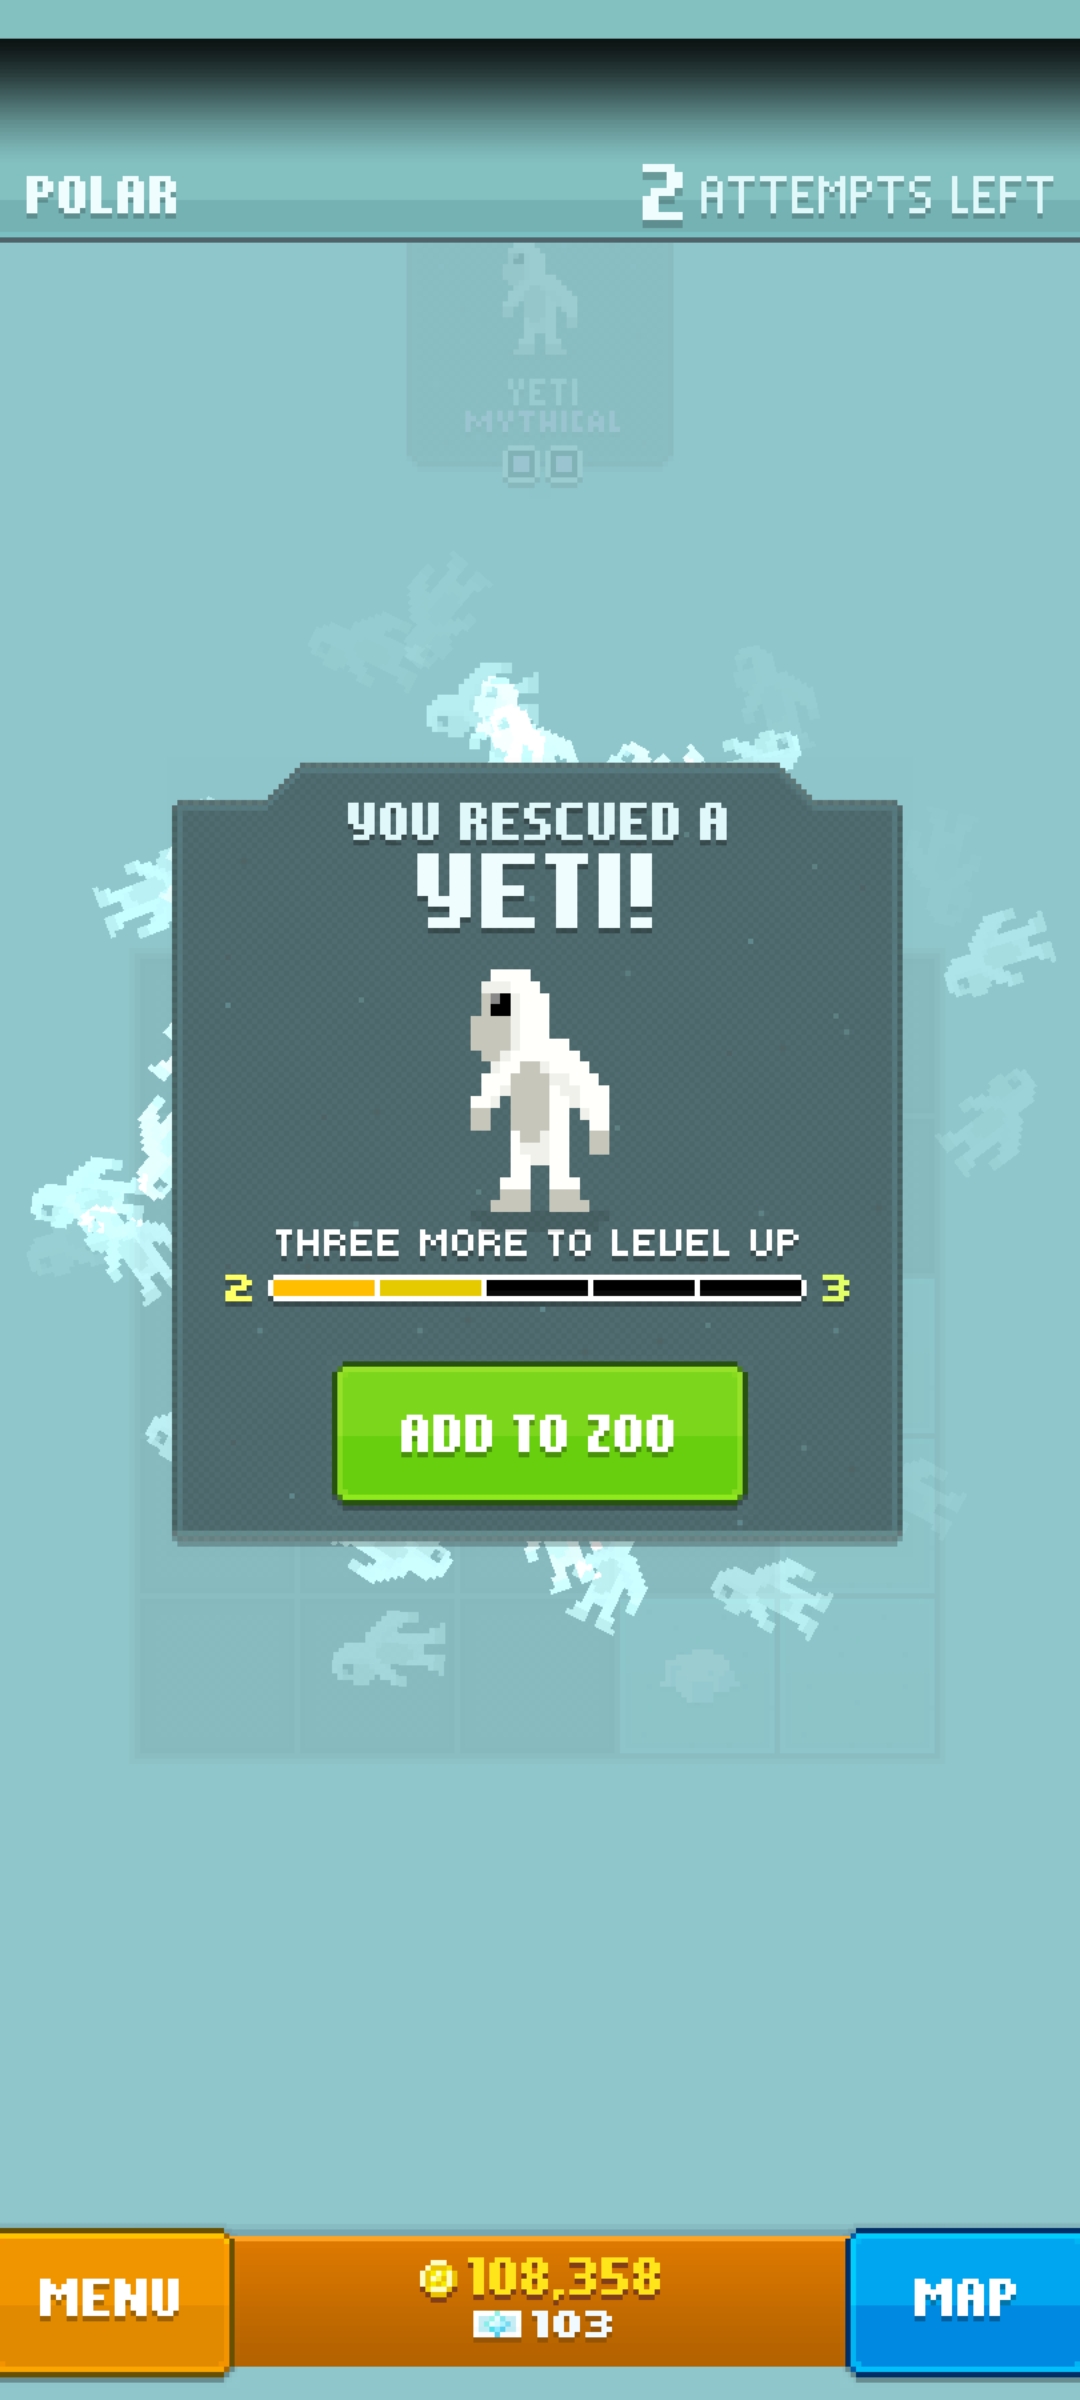 POLAR
2 ATTEMPTS LEFT
YETI
MYTHICAL
YOU RESCUED A
YETI!
THREE MORE TO LEVEL UP
2 3
ADD TO ZOO
MENU
108,358
103
MAP